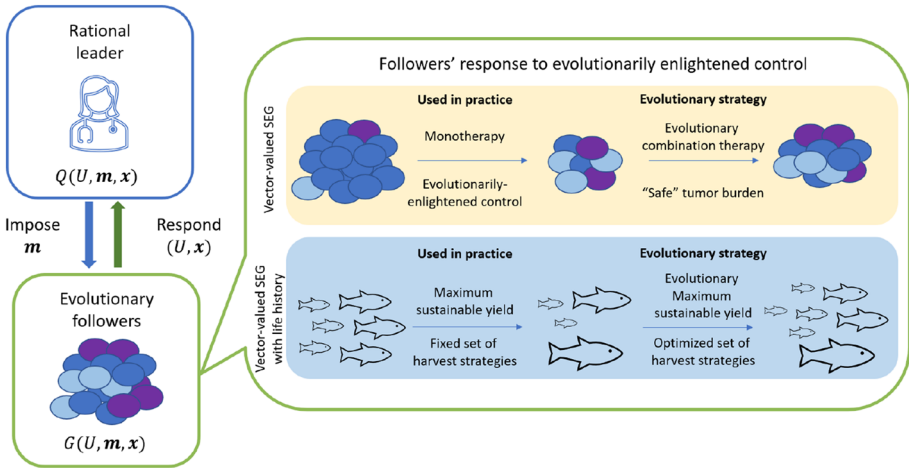 Rational
leader
Q(U, m, x)
Impose
m
Respond
(U, x)
Evolutionary
followers
G(U, m, x)
Followers' response to evolutionarily enlightened control
Vector-valued SEG
Used in practice
Evolutionary strategy
Monotherapy
Evolutionarily-
enlightened control
Evolutionary
combination therapy
"Safe" tumor burden
Vector-valued SEG
with life history
Used in practice
Evolutionary strategy
Maximum
sustainable yield
Fixed set of
harvest strategies
Evolutionary
Maximum
sustainable yield
Optimized set of
harvest strategies